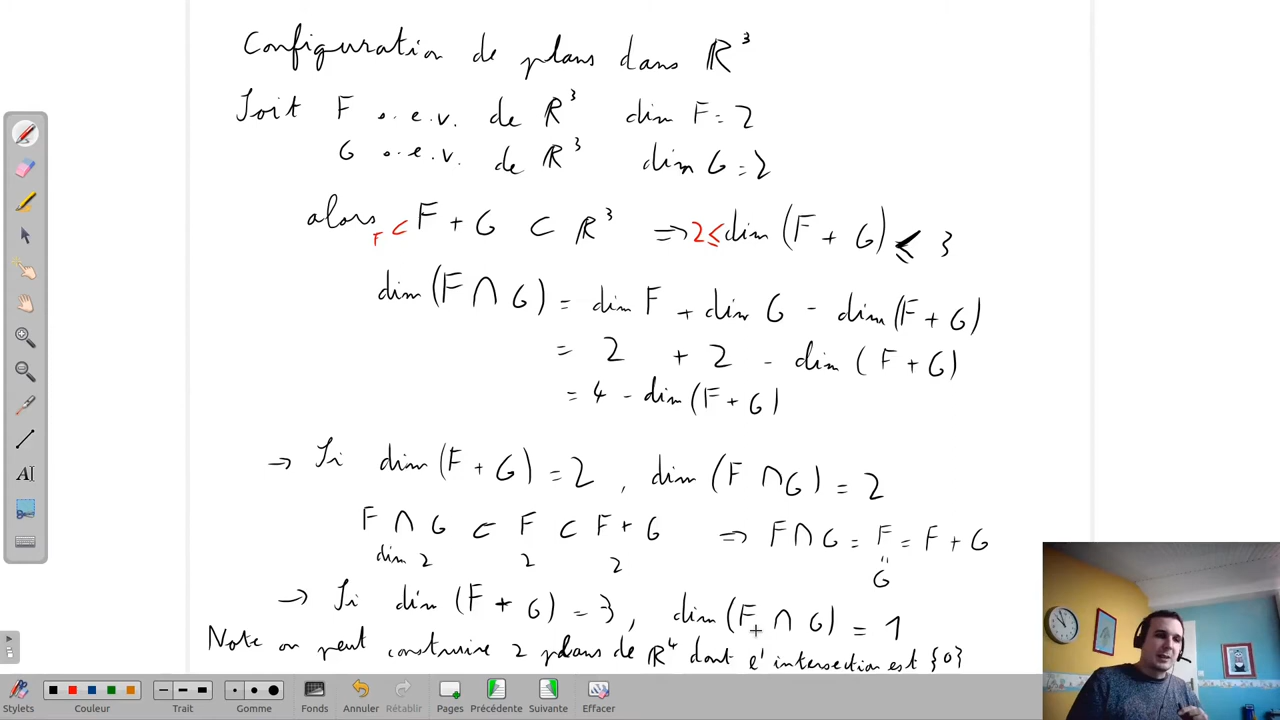 Configuration de plans dans ℝ³
Soit F s.e.v. de ℝ³ dim F = 2
G s.e.v. de ℝ³ dim G = 2
alors F ⊂ F + G ⊂ ℝ³ ⇒ 2 ≤ dim (F + G) ≤ 3
dim (F ∩ G) = dim F + dim G - dim (F + G)
= 2 + 2 - dim (F + G)
= 4 - dim (F + G)
→ Si dim (F + G) = 2 , dim (F ∩ G) = 2
F ∩ G ⊂ F ⊂ F + G ⇒ F ∩ G = F = F + G
dim 2 2 2 " G
→ Si dim (F + G) = 3, dim (F ∩ G) = 1
Note on peut construire 2 plans de ℝ⁴ dont l'intersection est {0}
AI
Stylets Couleur Trait Gomme Fonds Annuler Rétablir Pages Précédente Suivante Effacer